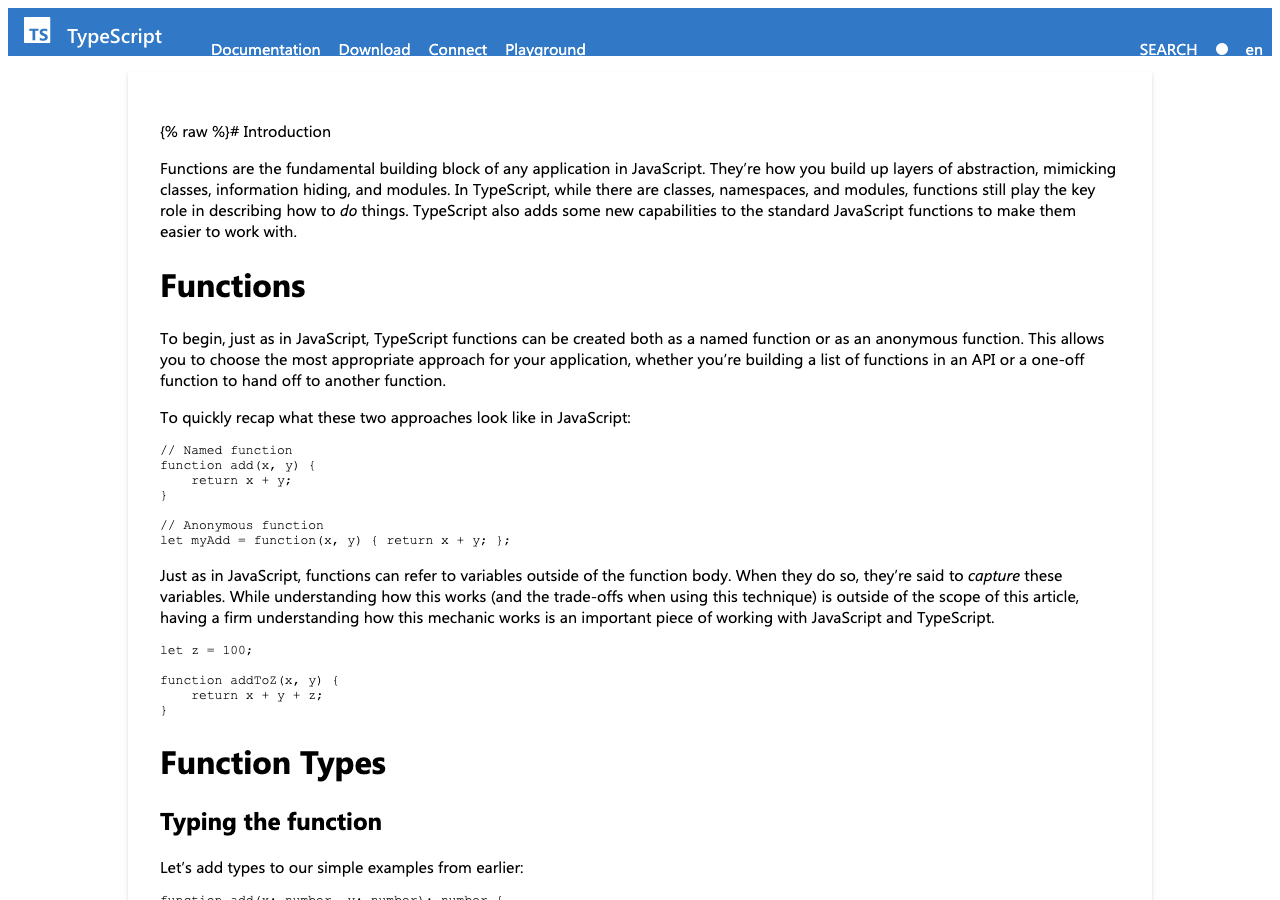 TS TypeScript
Documentation Download Connect Playground SEARCH en
{% raw %}# Introduction
Functions are the fundamental building block of any application in JavaScript. They’re how you build up layers of abstraction, mimicking
classes, information hiding, and modules. In TypeScript, while there are classes, namespaces, and modules, functions still play the key
role in describing how to do things. TypeScript also adds some new capabilities to the standard JavaScript functions to make them
easier to work with.
Functions
To begin, just as in JavaScript, TypeScript functions can be created both as a named function or as an anonymous function. This allows
you to choose the most appropriate approach for your application, whether you’re building a list of functions in an API or a one-off
function to hand off to another function.
To quickly recap what these two approaches look like in JavaScript:
// Named function
function add(x, y) {
    return x + y;
}
// Anonymous function
let myAdd = function(x, y) { return x + y; };
Just as in JavaScript, functions can refer to variables outside of the function body. When they do so, they’re said to capture these
variables. While understanding how this works (and the trade-offs when using this technique) is outside of the scope of this article,
having a firm understanding how this mechanic works is an important piece of working with JavaScript and TypeScript.
let z = 100;
function addToZ(x, y) {
    return x + y + z;
}
Function Types
Typing the function
Let’s add types to our simple examples from earlier:
function add(x: number, y: number): number {